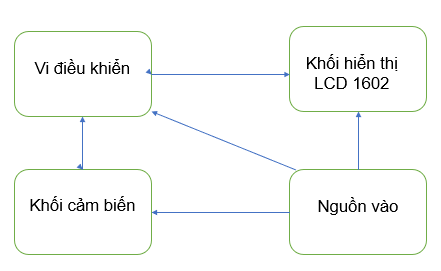 Vi điều khiển
Khối hiển thị
LCD 1602
Khối cảm biến
Nguồn vào